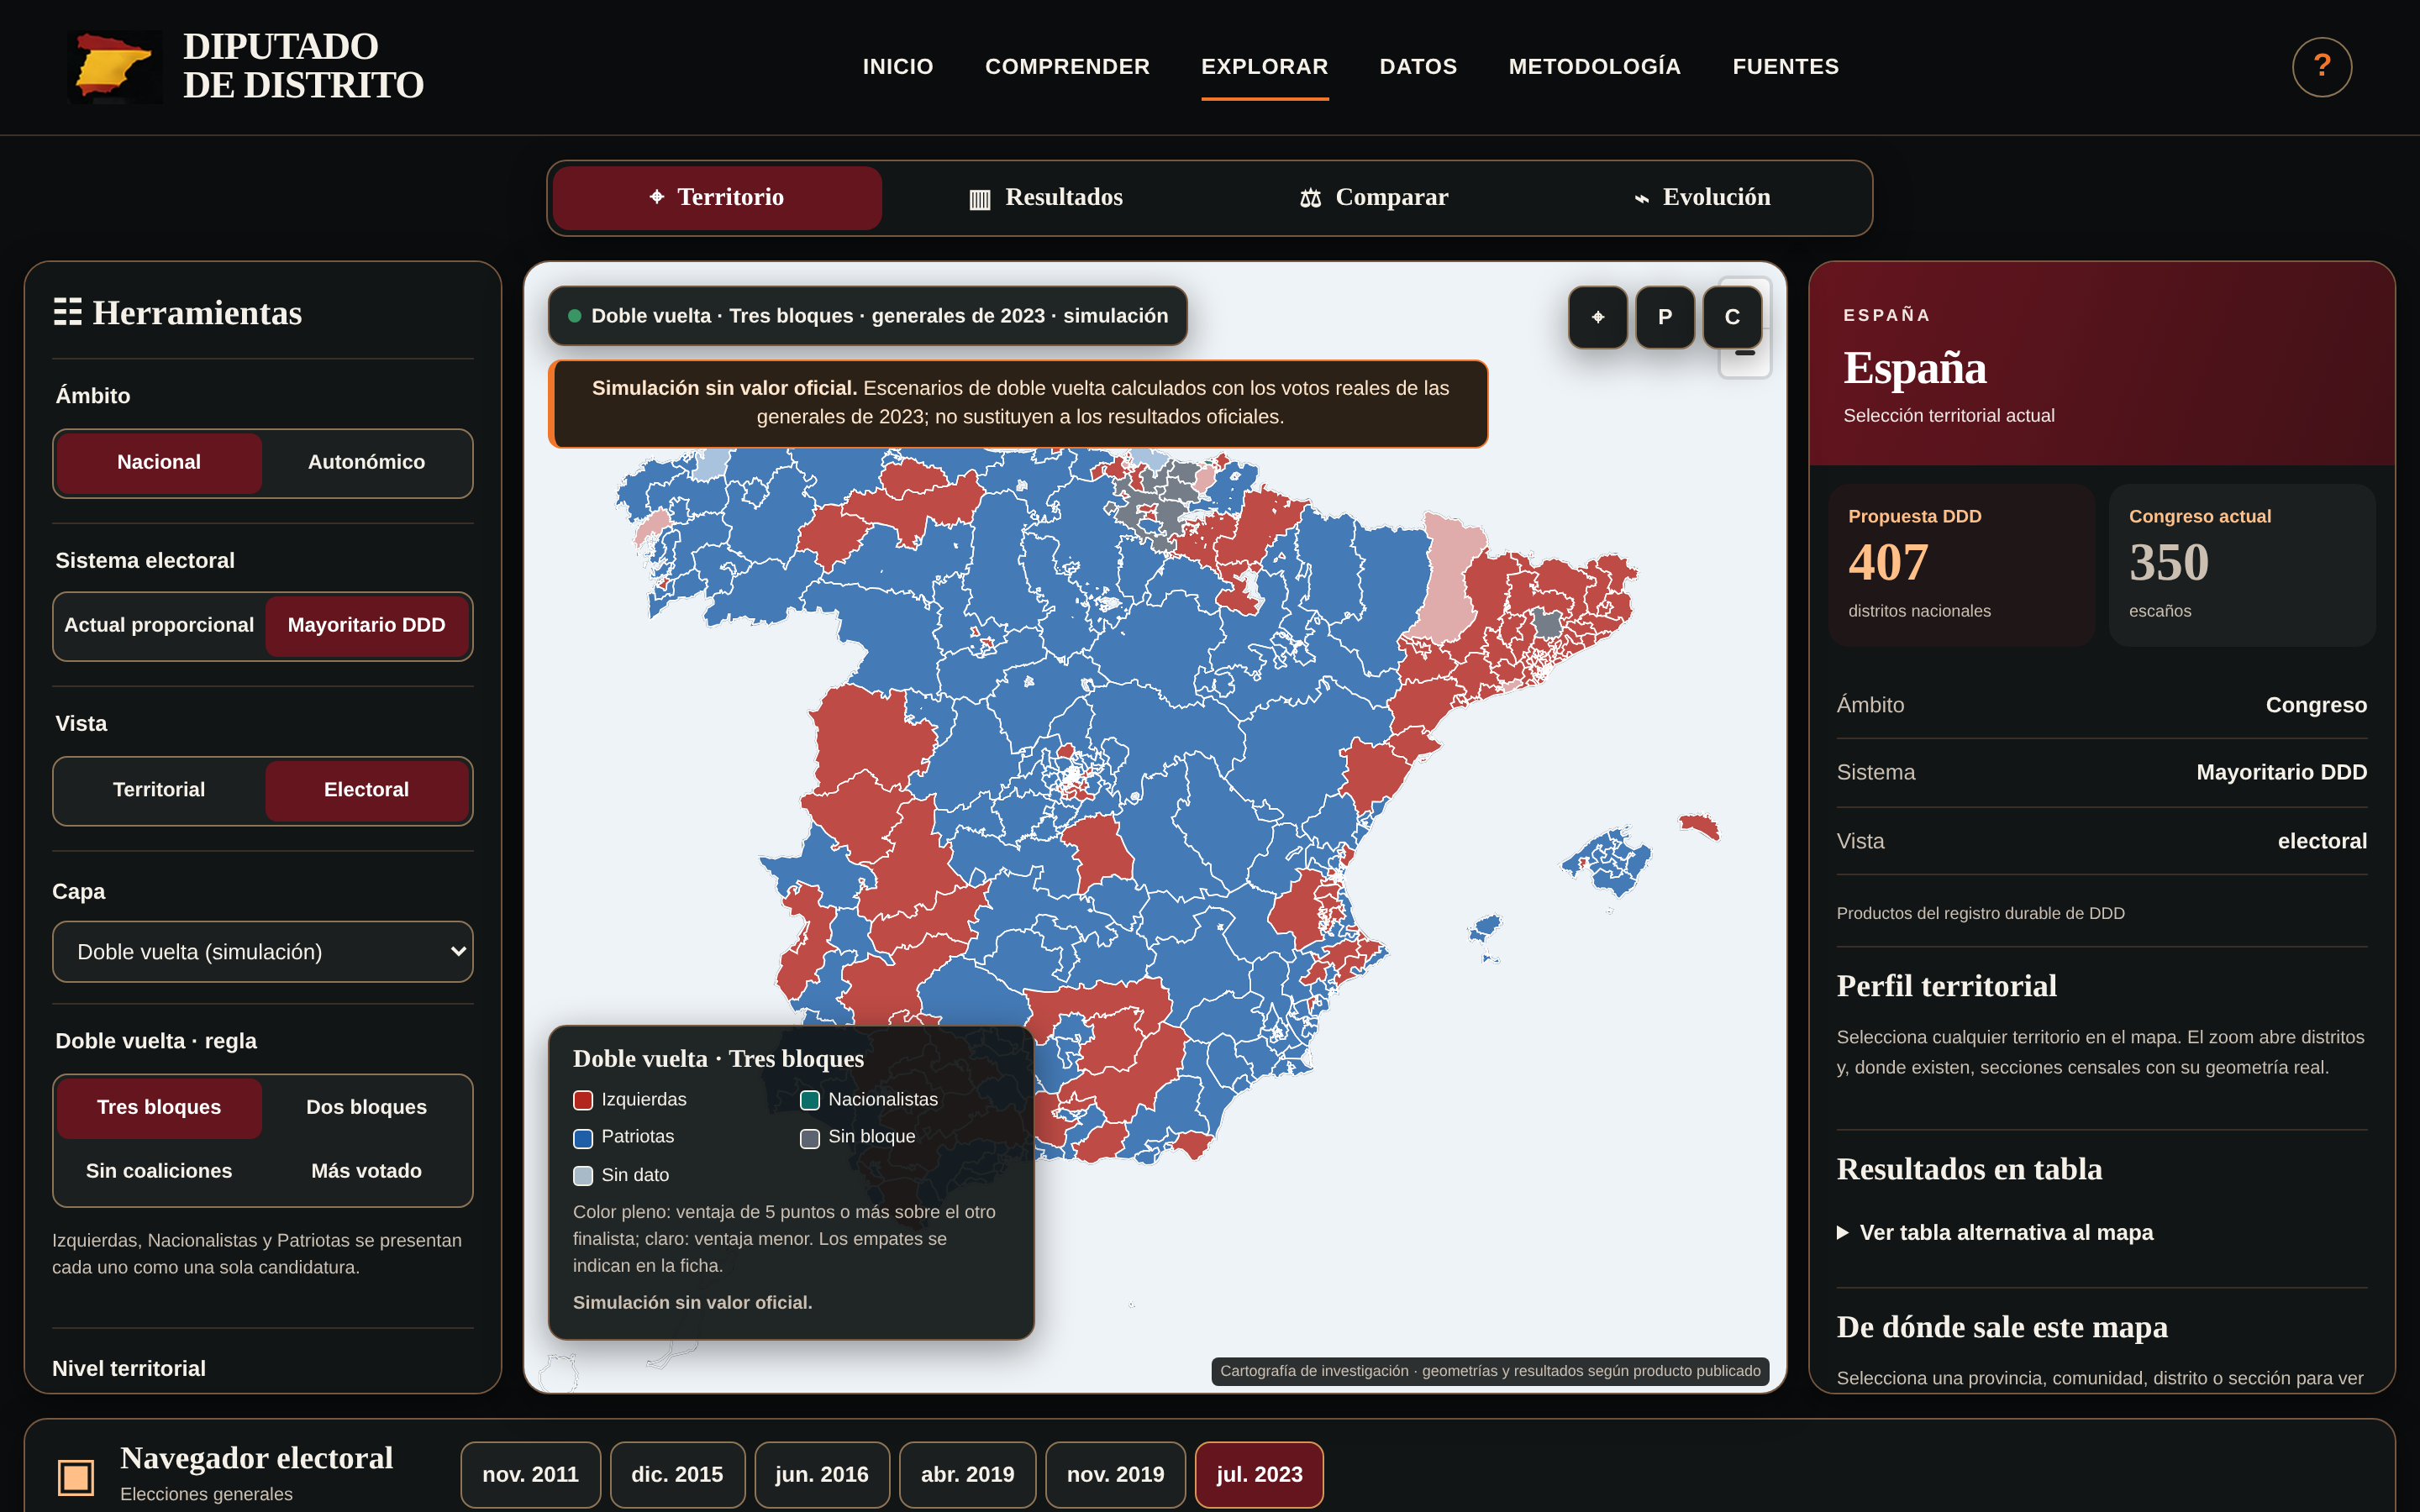 DIPUTADO
DE DISTRITO
INICIO
COMPRENDER
EXPLORAR
DATOS
METODOLOGÍA
FUENTES
?
Territorio
Resultados
Comparar
Evolución
Herramientas
Ámbito
Nacional
Autonómico
Sistema electoral
Actual proporcional
Mayoritario DDD
Vista
Territorial
Electoral
Capa
Doble vuelta (simulación)
Doble vuelta · regla
Tres bloques
Dos bloques
Sin coaliciones
Más votado
Izquierdas, Nacionalistas y Patriotas se presentan
cada uno como una sola candidatura.
Nivel territorial
Doble vuelta · Tres bloques · generales de 2023 · simulación
P
C
Simulación sin valor oficial. Escenarios de doble vuelta calculados con los votos reales de las
generales de 2023; no sustituyen a los resultados oficiales.
Doble vuelta · Tres bloques
Izquierdas
Nacionalistas
Patriotas
Sin bloque
Sin dato
Color pleno: ventaja de 5 puntos o más sobre el otro
finalista; claro: ventaja menor. Los empates se
indican en la ficha.
Simulación sin valor oficial.
Cartografía de investigación · geometrías y resultados según producto publicado
ESPAÑA
España
Selección territorial actual
Propuesta DDD
407
distritos nacionales
Congreso actual
350
escaños
Ámbito
Congreso
Sistema
Mayoritario DDD
Vista
electoral
Productos del registro durable de DDD
Perfil territorial
Selecciona cualquier territorio en el mapa. El zoom abre distritos
y, donde existen, secciones censales con su geometría real.
Resultados en tabla
Ver tabla alternativa al mapa
De dónde sale este mapa
Selecciona una provincia, comunidad, distrito o sección para ver
Navegador electoral
Elecciones generales
nov. 2011
dic. 2015
jun. 2016
abr. 2019
nov. 2019
jul. 2023